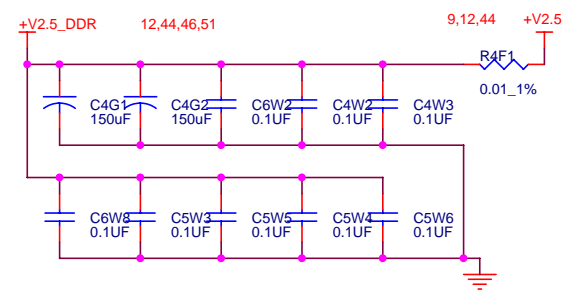 +V2.5_DDR 12,44,46,51 9,12,44 +V2.5
R4F1
0.01_1%
C4G1 C4G2 C6W2 C4W2 C4W3
150uF 150uF 0.1UF 0.1UF 0.1UF
C6W8 C5W3 C5W5 C5W4 C5W6
0.1UF 0.1UF 0.1UF 0.1UF 0.1UF